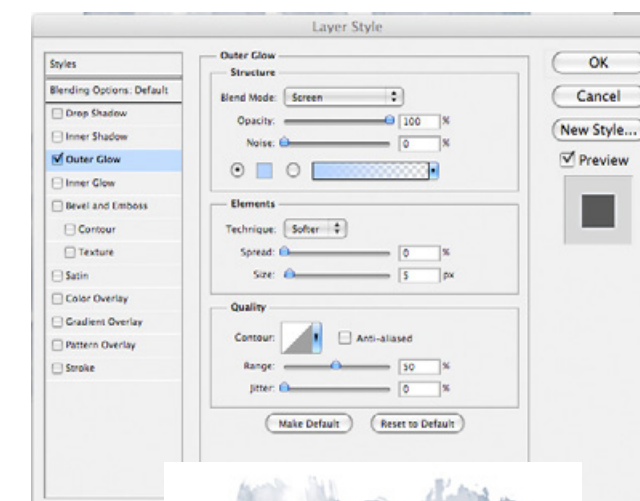 Layer Style
Styles
Blending Options: Default
Drop Shadow
Inner Shadow
Outer Glow
Inner Glow
Bevel and Emboss
Contour
Texture
Satin
Color Overlay
Gradient Overlay
Pattern Overlay
Stroke
Outer Glow
Structure
Blend Mode: Screen
Opacity: 100 %
Noise: 0 %
Elements
Technique: Softer
Spread: 0 %
Size: 5 px
Quality
Contour: Anti-aliased
Range: 50 %
Jitter: 0 %
Make Default Reset to Default
OK
Cancel
New Style...
Preview